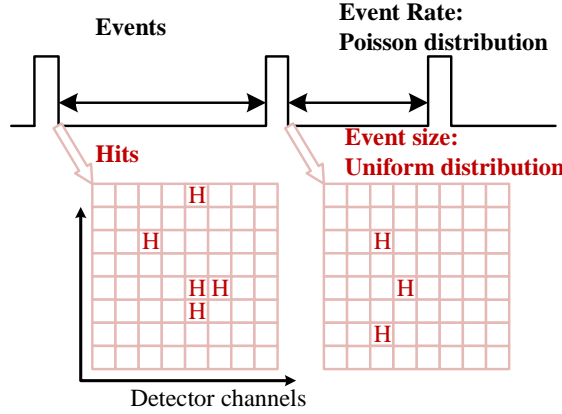 Events
Event Rate:
Poisson distribution
Hits
Event size:
Uniform distribution
H
H
H
H H
H
H
H
H
Detector channels